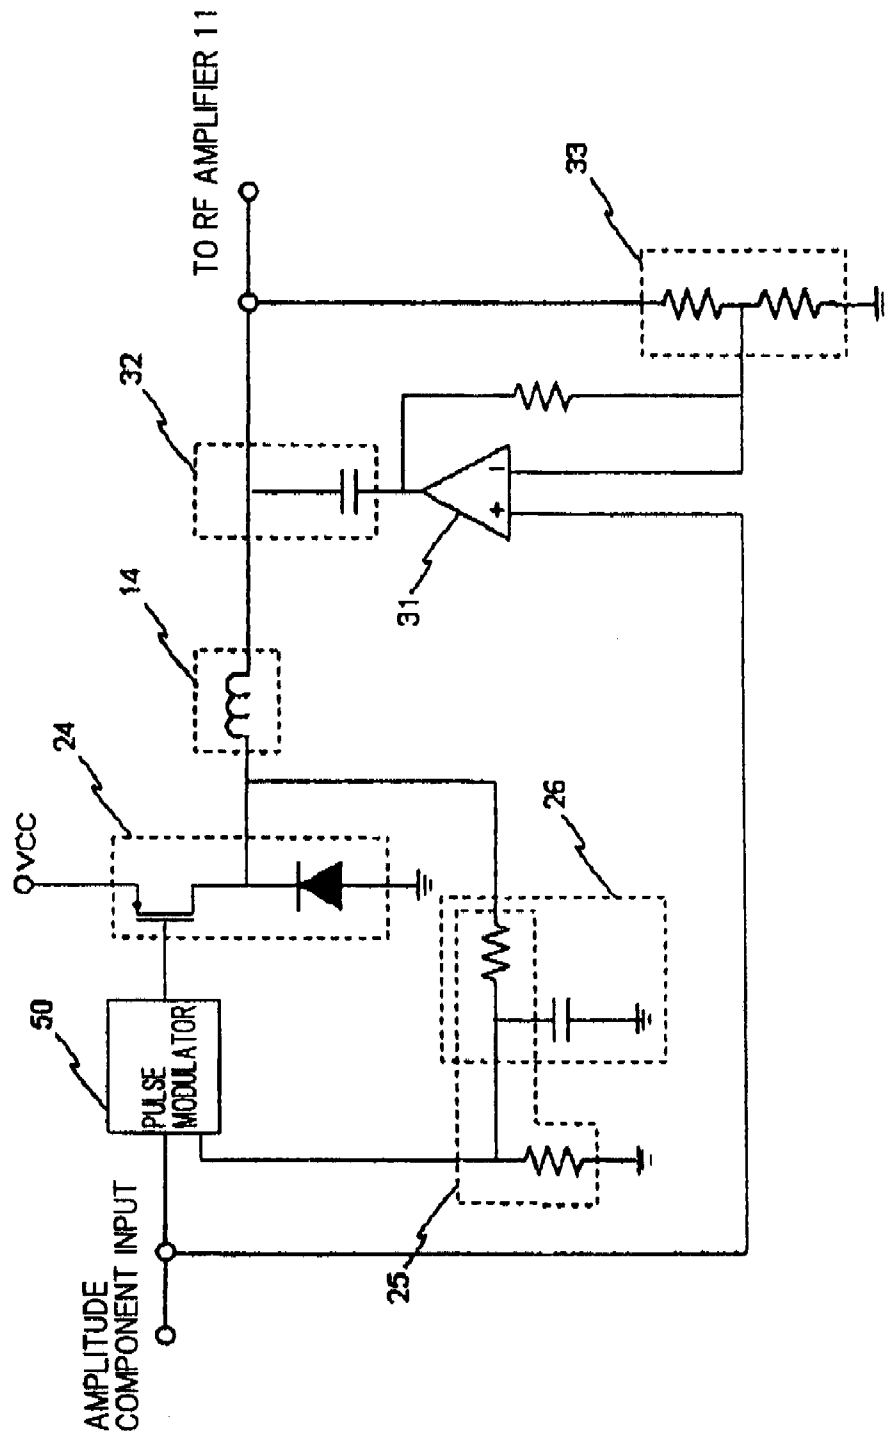 AMPLITUDE
COMPONENT INPUT
50
PULSE
MODULATOR
VCC
24
14
32
TO RF AMPLIFIER 11
25
26
31
+
−
33